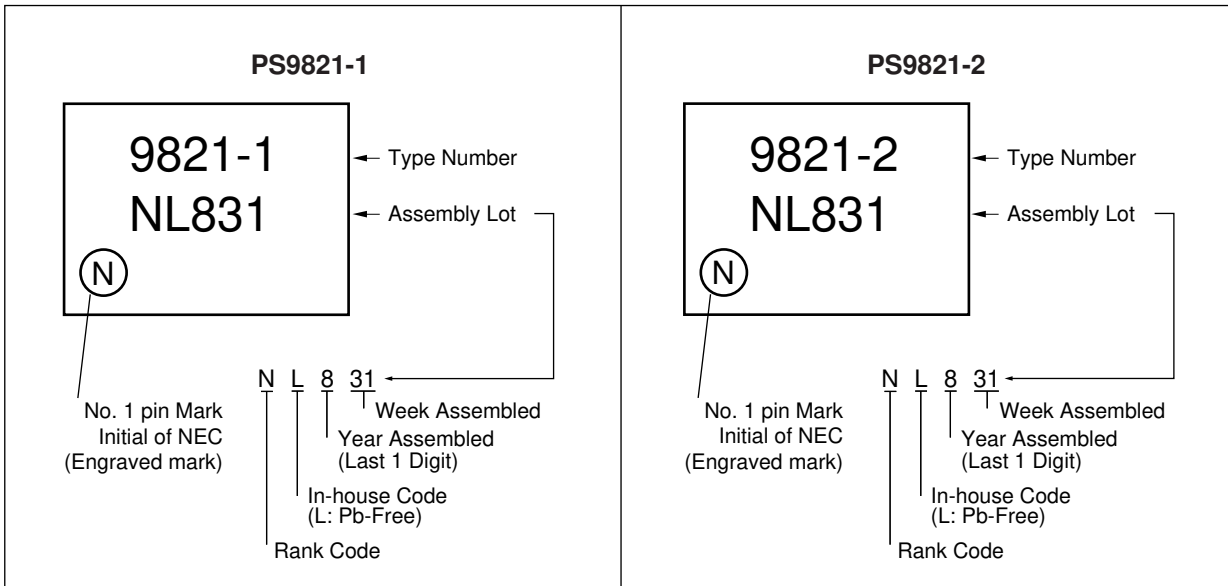 PS9821-1
9821-1
Type Number
NL831
Assembly Lot
N
N L 8 31
No. 1 pin Mark
Initial of NEC
(Engraved mark)
Week Assembled
Year Assembled
(Last 1 Digit)
In-house Code
(L: Pb-Free)
Rank Code
PS9821-2
9821-2
Type Number
NL831
Assembly Lot
N
N L 8 31
No. 1 pin Mark
Initial of NEC
(Engraved mark)
Week Assembled
Year Assembled
(Last 1 Digit)
In-house Code
(L: Pb-Free)
Rank Code